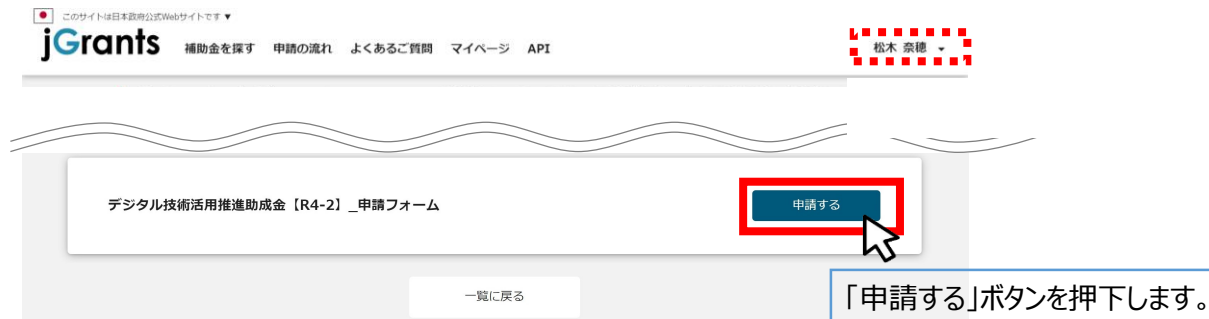 このサイトは日本政府公式Webサイトです ▼
jGrants 補助金を探す 申請の流れ よくあるご質問 マイページ API 松木 奈穂
デジタル技術活用推進助成金【R4-2】_申請フォーム 申請する
一覧に戻る
「申請する」ボタンを押下します。